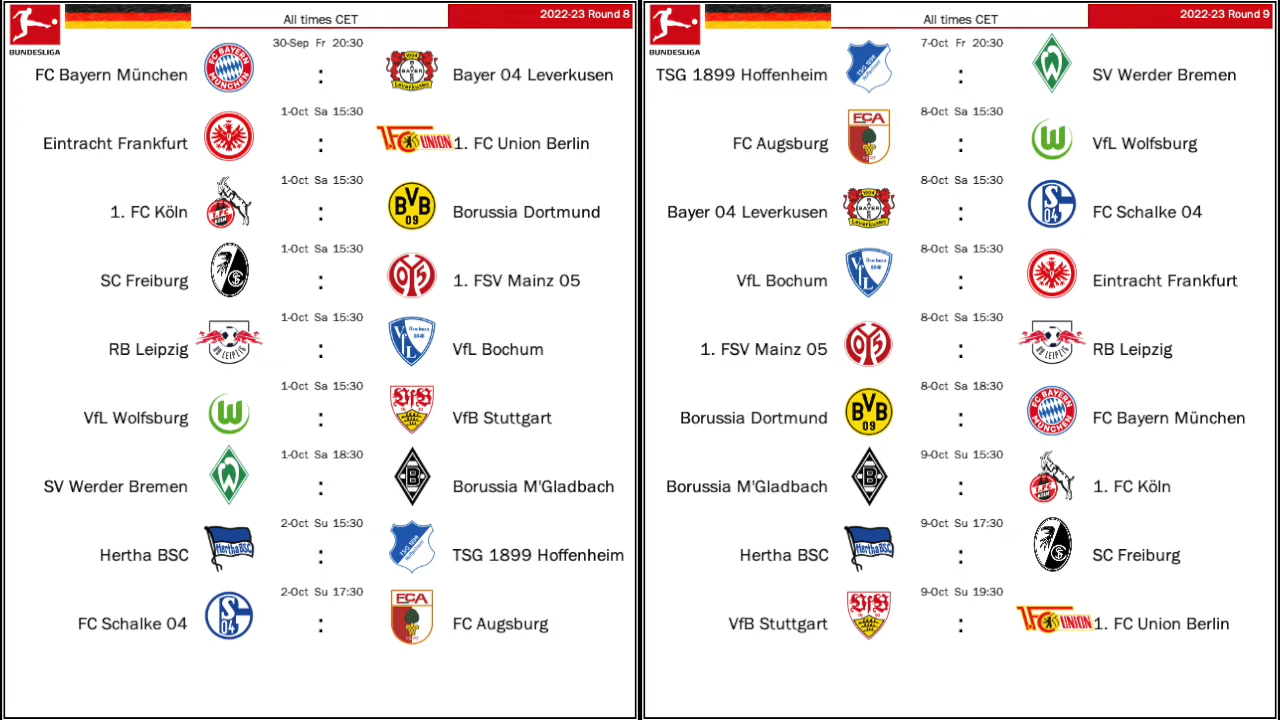 All times CET
2022-23 Round 8
BUNDESLIGA
30-Sep Fr 20:30
FC Bayern München : Bayer 04 Leverkusen
1-Oct Sa 15:30
Eintracht Frankfurt : 1. FC Union Berlin
1-Oct Sa 15:30
1. FC Köln : Borussia Dortmund
1-Oct Sa 15:30
SC Freiburg : 1. FSV Mainz 05
1-Oct Sa 15:30
RB Leipzig : VfL Bochum
1-Oct Sa 15:30
VfL Wolfsburg : VfB Stuttgart
1-Oct Sa 18:30
SV Werder Bremen : Borussia M'Gladbach
2-Oct Su 15:30
Hertha BSC : TSG 1899 Hoffenheim
2-Oct Su 17:30
FC Schalke 04 : FC Augsburg
All times CET
2022-23 Round 9
BUNDESLIGA
7-Oct Fr 20:30
TSG 1899 Hoffenheim : SV Werder Bremen
8-Oct Sa 15:30
FC Augsburg : VfL Wolfsburg
8-Oct Sa 15:30
Bayer 04 Leverkusen : FC Schalke 04
8-Oct Sa 15:30
VfL Bochum : Eintracht Frankfurt
8-Oct Sa 15:30
1. FSV Mainz 05 : RB Leipzig
8-Oct Sa 18:30
Borussia Dortmund : FC Bayern München
9-Oct Su 15:30
Borussia M'Gladbach : 1. FC Köln
9-Oct Su 17:30
Hertha BSC : SC Freiburg
9-Oct Su 19:30
VfB Stuttgart : 1. FC Union Berlin